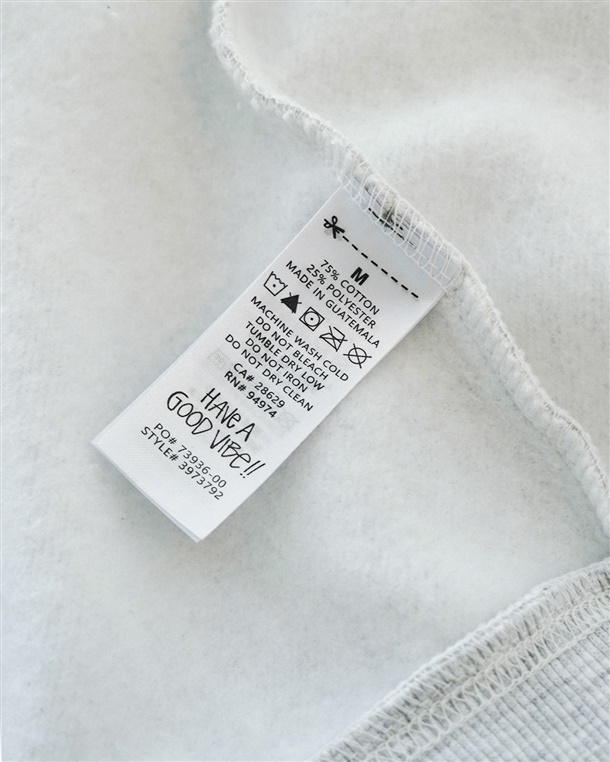 M
75% COTTON
25% POLYESTER
MADE IN GUATEMALA
MACHINE WASH COLD
DO NOT BLEACH
TUMBLE DRY LOW
DO NOT IRON
DO NOT DRY CLEAN
CA# 28629
RN# 94974
HAVE A
GOOD VIBE!!
PO# 73936-00
STYLE# 3973792